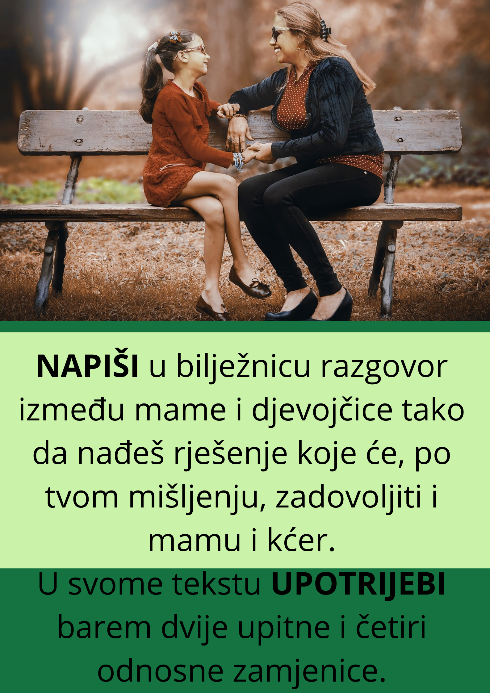 NAPIŠI u bilježnicu razgovor
između mame i djevojčice tako
da nađeš rješenje koje će, po
tvom mišljenju, zadovoljiti i
mamu i kćer.
U svome tekstu UPOTRIJEBI
barem dvije upitne i četiri
odnosne zamjenice.